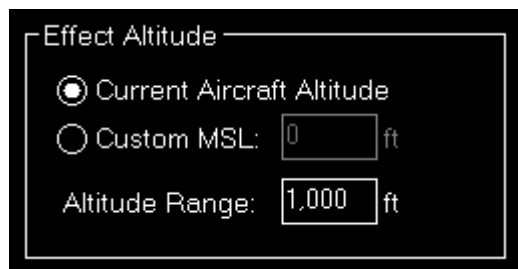 Effect Altitude
Current Aircraft Altitude
Custom MSL: 0 ft
Altitude Range: 1,000 ft